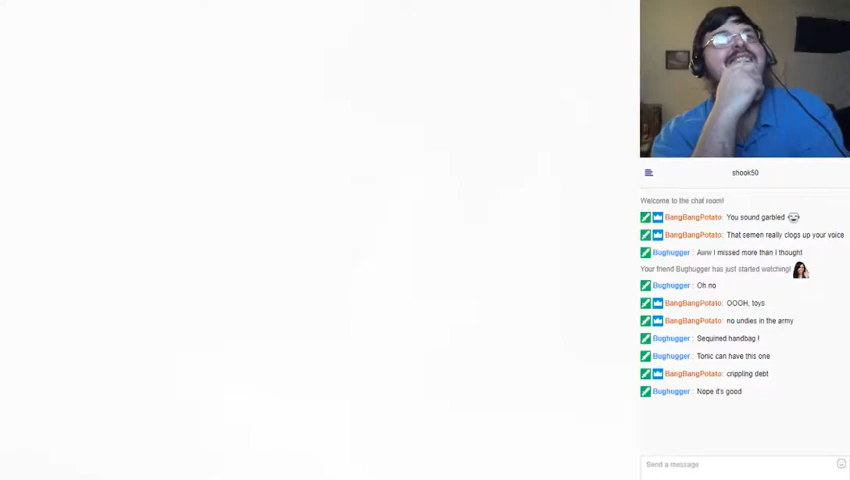 shook50
Welcome to the chat room!
BangBangPotato: You sound garbled
BangBangPotato: That semen really clogs up your voice
Bughugger : Aww I missed more than I thought
Your friend Bughugger has just started watching!
Bughugger : Oh no
BangBangPotato: OOOH, toys
BangBangPotato: no undies in the army
Bughugger : Sequined handbag !
Bughugger : Tonic can have this one
BangBangPotato: crippling debt
Bughugger : Nope it's good
Send a message